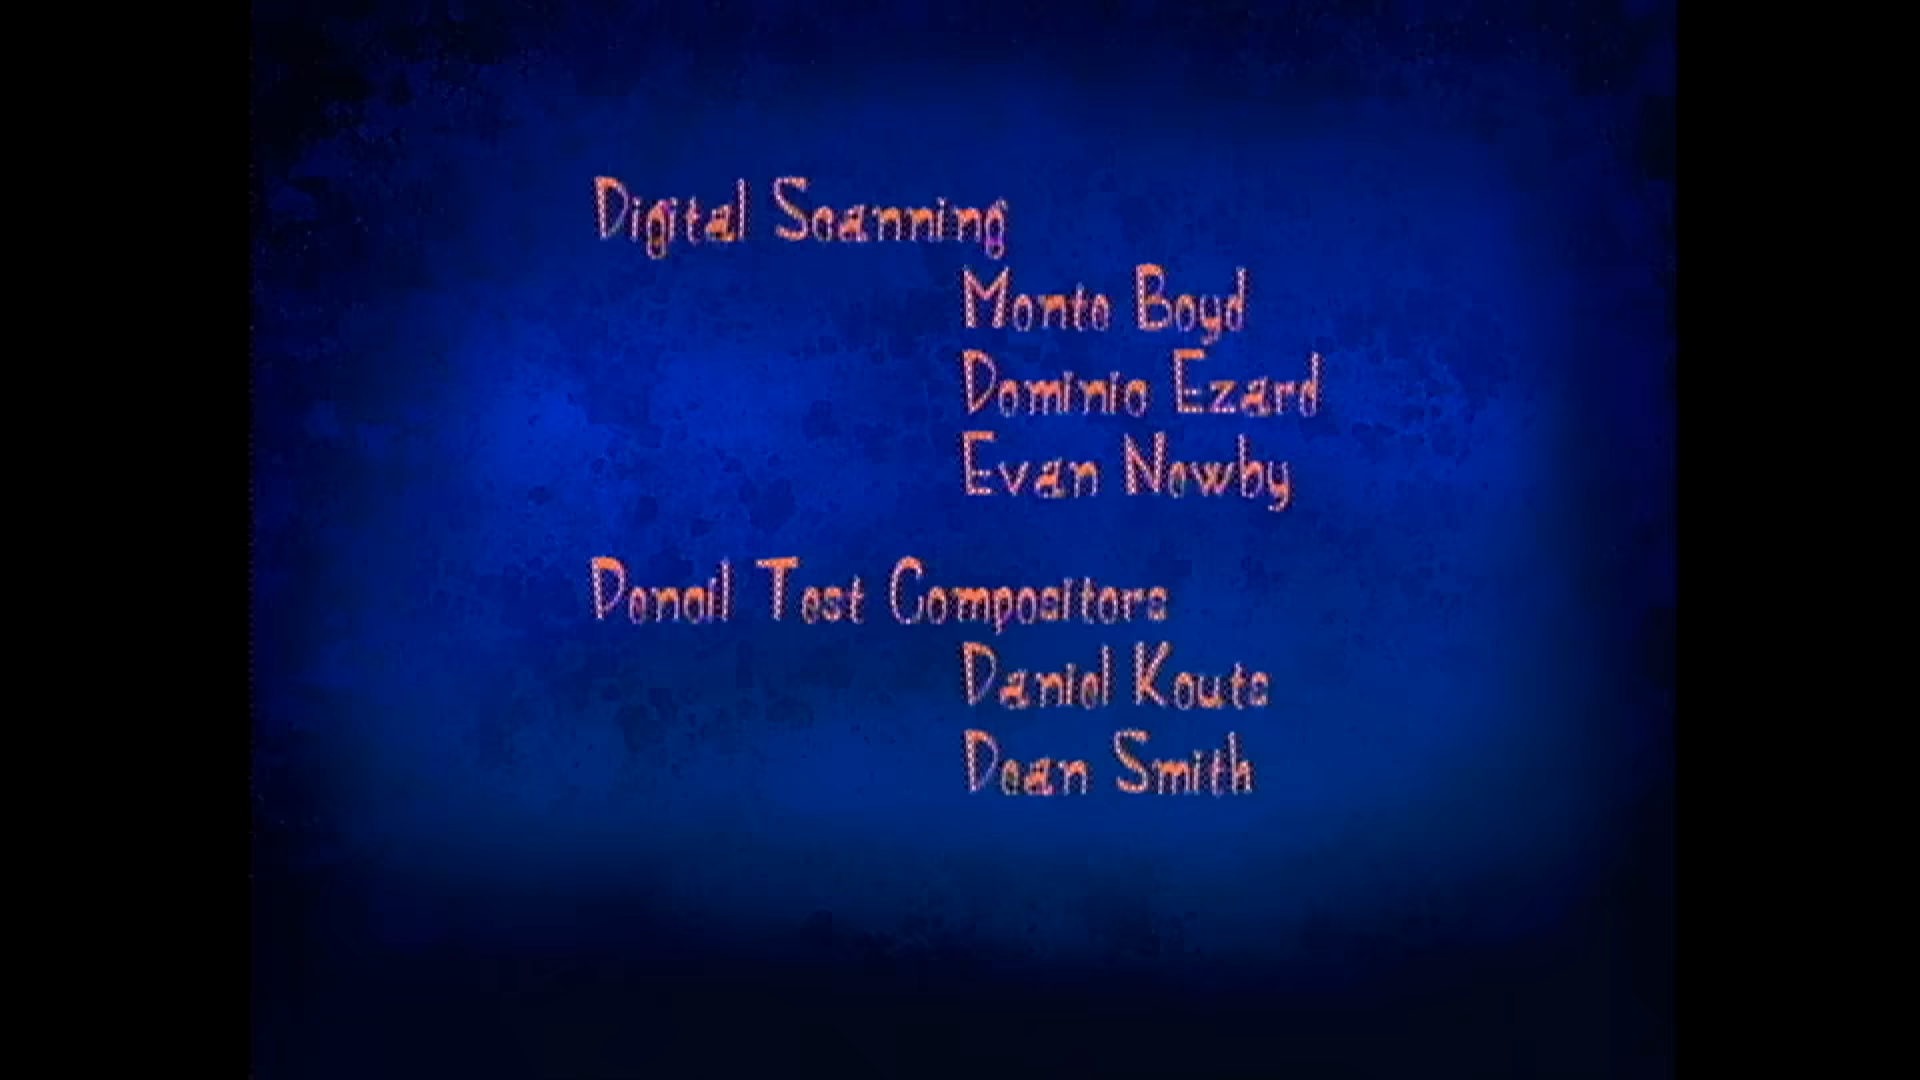 Digital Scanning
Monte Boyd
Dominic Ezard
Evan Newby
Pencil Test Compositors
Daniel Kouts
Dean Smith